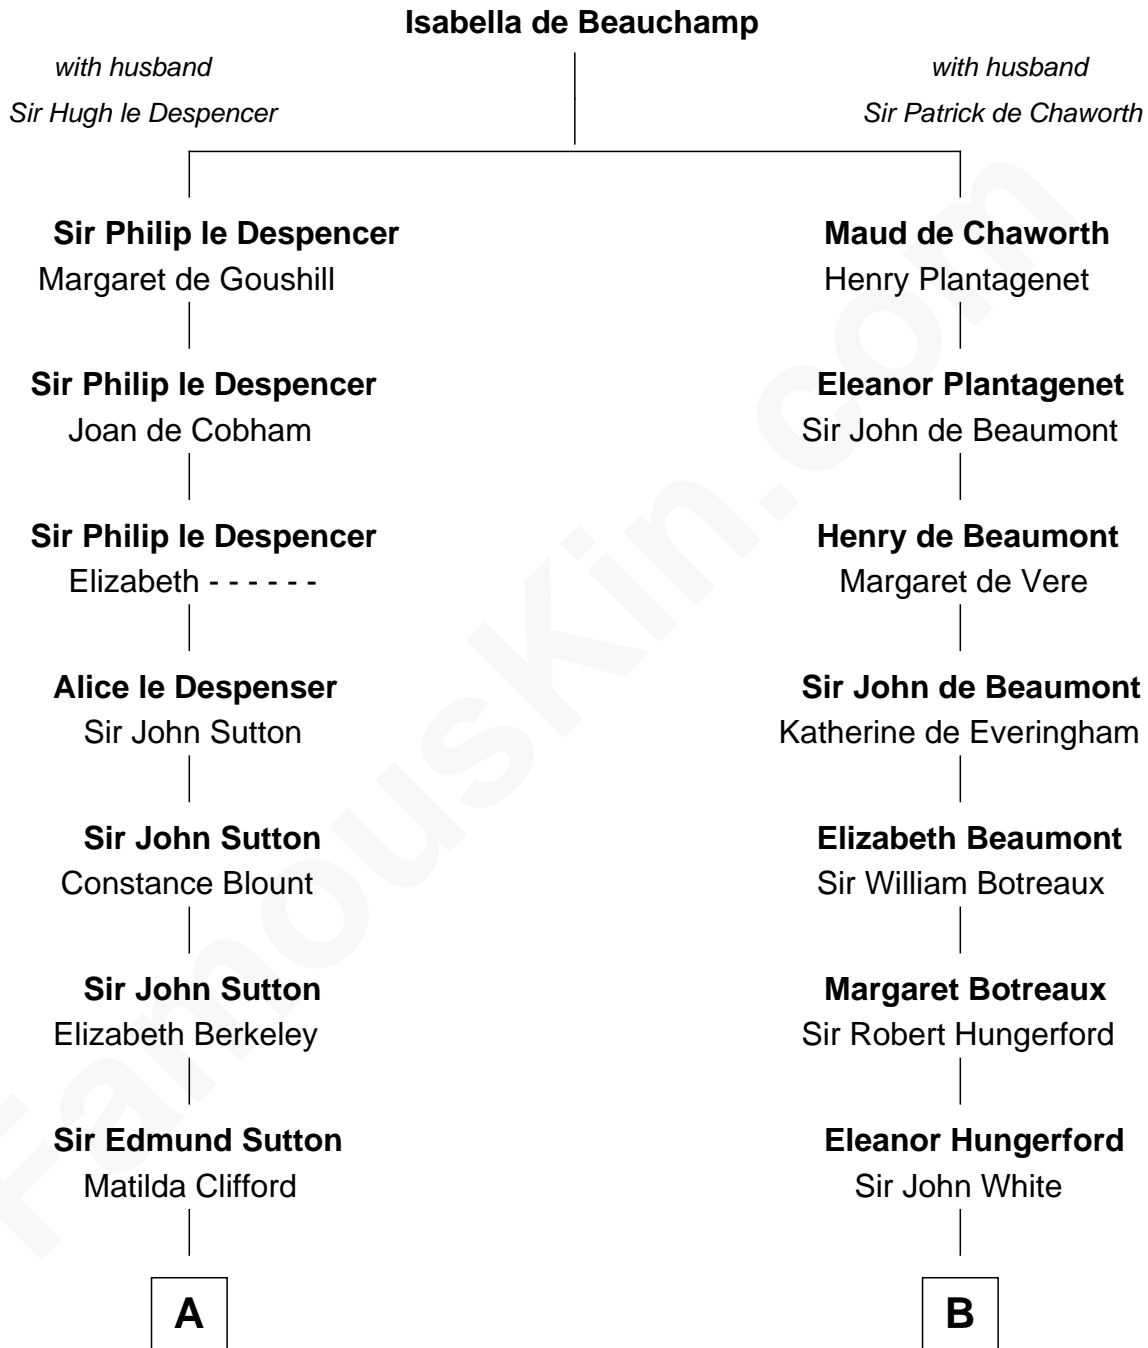 Isabella de Beauchamp
with husband
Sir Hugh le Despencer
with husband
Sir Patrick de Chaworth
Sir Philip le Despencer
Margaret de Goushill
Maud de Chaworth
Henry Plantagenet
Sir Philip le Despencer
Joan de Cobham
Eleanor Plantagenet
Sir John de Beaumont
Sir Philip le Despencer
Elizabeth - - - - - -
Henry de Beaumont
Margaret de Vere
Alice le Despenser
Sir John Sutton
Sir John de Beaumont
Katherine de Everingham
Sir John Sutton
Constance Blount
Elizabeth Beaumont
Sir William Botreaux
Sir John Sutton
Elizabeth Berkeley
Margaret Botreaux
Sir Robert Hungerford
Sir Edmund Sutton
Matilda Clifford
Eleanor Hungerford
Sir John White
A
B
FamousKin.com